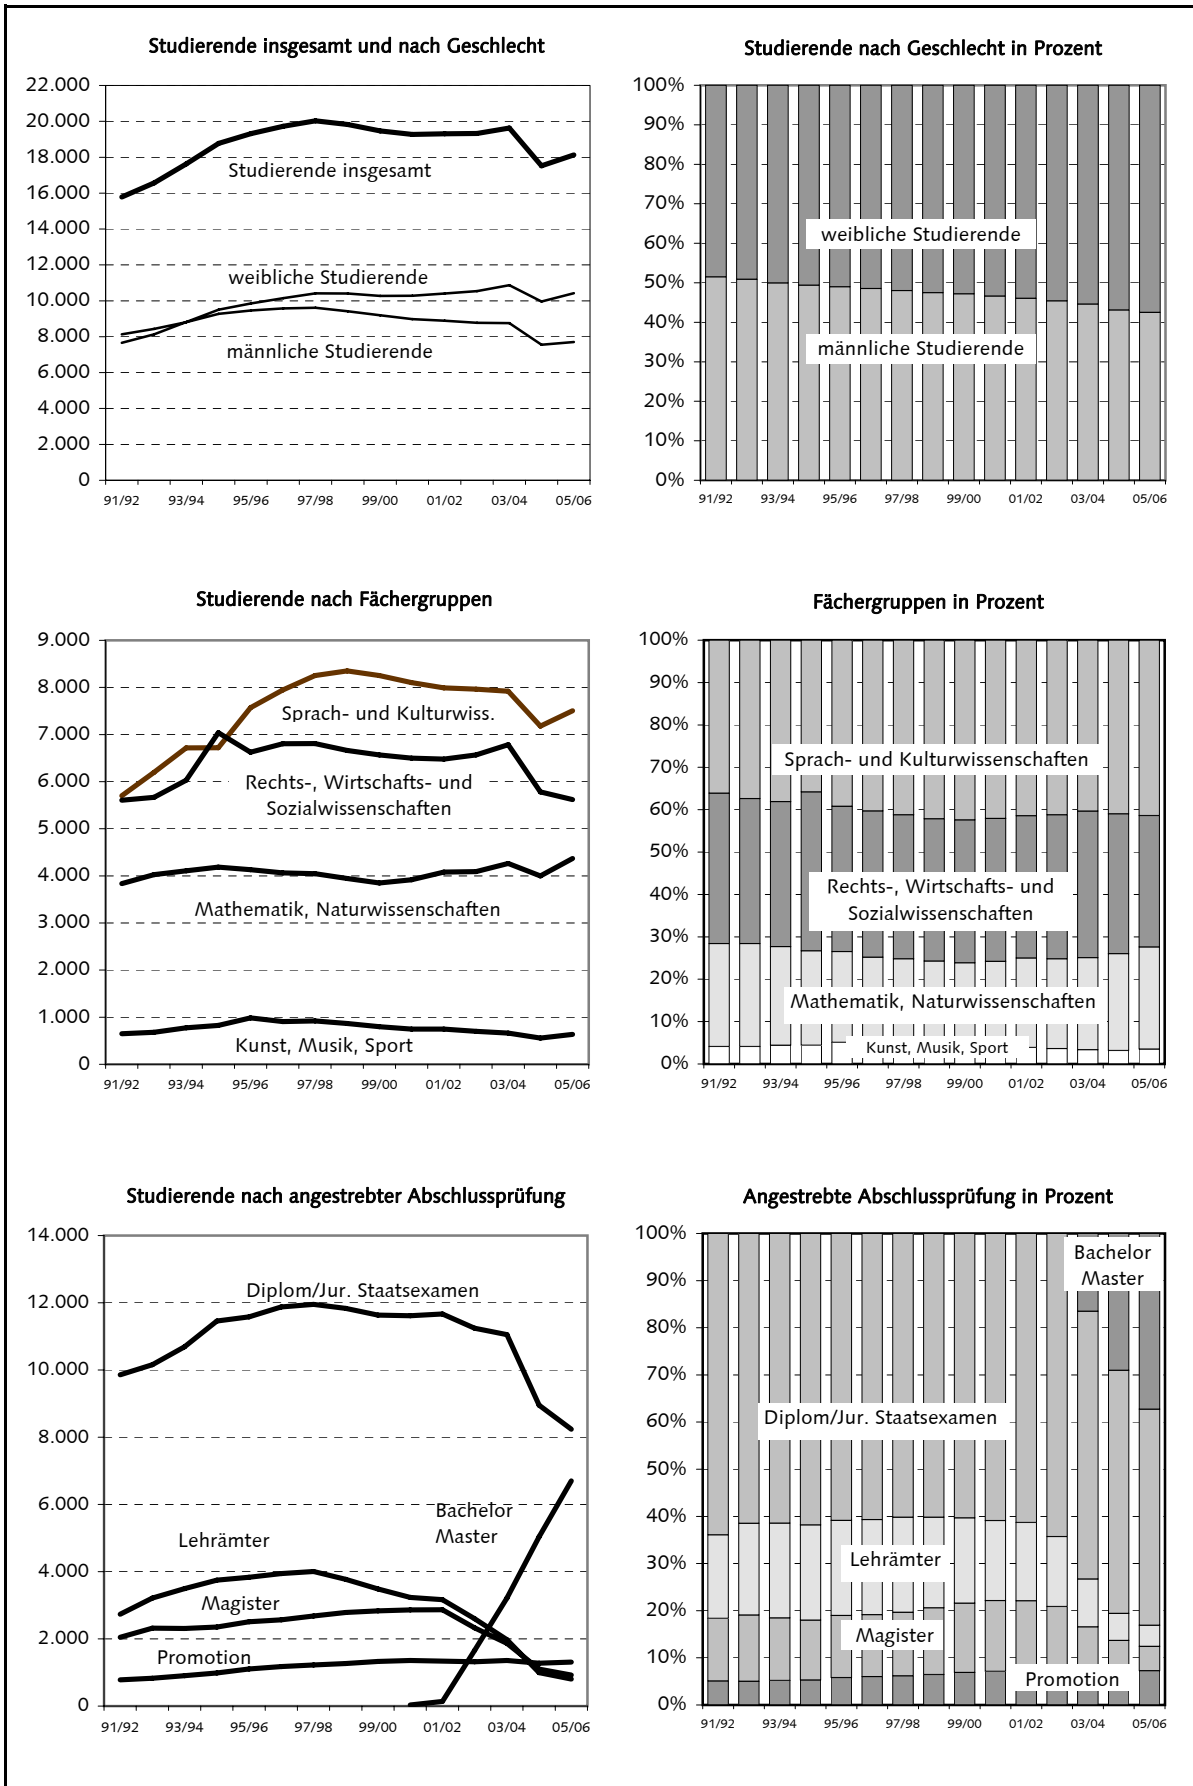 Studierende insgesamt und nach Geschlecht
22.000
20.000
18.000
16.000
14.000
12.000
10.000
8.000
6.000
4.000
2.000
0
Studierende insgesamt
weibliche Studierende
männliche Studierende
91/92 93/94 95/96 97/98 99/00 01/02 03/04 05/06
Studierende nach Geschlecht in Prozent
100%
90%
80%
70%
60%
50%
40%
30%
20%
10%
0%
weibliche Studierende
männliche Studierende
91/92 93/94 95/96 97/98 99/00 01/02 03/04 05/06
Studierende nach Fächergruppen
9.000
8.000
7.000
6.000
5.000
4.000
3.000
2.000
1.000
0
Sprach- und Kulturwiss.
Rechts-, Wirtschafts- und
Sozialwissenschaften
Mathematik, Naturwissenschaften
Kunst, Musik, Sport
91/92 93/94 95/96 97/98 99/00 01/02 03/04 05/06
Fächergruppen in Prozent
100%
90%
80%
70%
60%
50%
40%
30%
20%
10%
0%
Sprach- und Kulturwissenschaften
Rechts-, Wirtschafts- und
Sozialwissenschaften
Mathematik, Naturwissenschaften
Kunst, Musik, Sport
91/92 93/94 95/96 97/98 99/00 01/02 03/04 05/06
Studierende nach angestrebter Abschlussprüfung
14.000
12.000
10.000
8.000
6.000
4.000
2.000
0
Diplom/Jur. Staatsexamen
Bachelor
Master
Lehrämter
Magister
Promotion
91/92 93/94 95/96 97/98 99/00 01/02 03/04 05/06
Angestrebte Abschlussprüfung in Prozent
100%
90%
80%
70%
60%
50%
40%
30%
20%
10%
0%
Bachelor
Master
Diplom/Jur. Staatsexamen
Lehrämter
Magister
Promotion
91/92 93/94 95/96 97/98 99/00 01/02 03/04 05/06